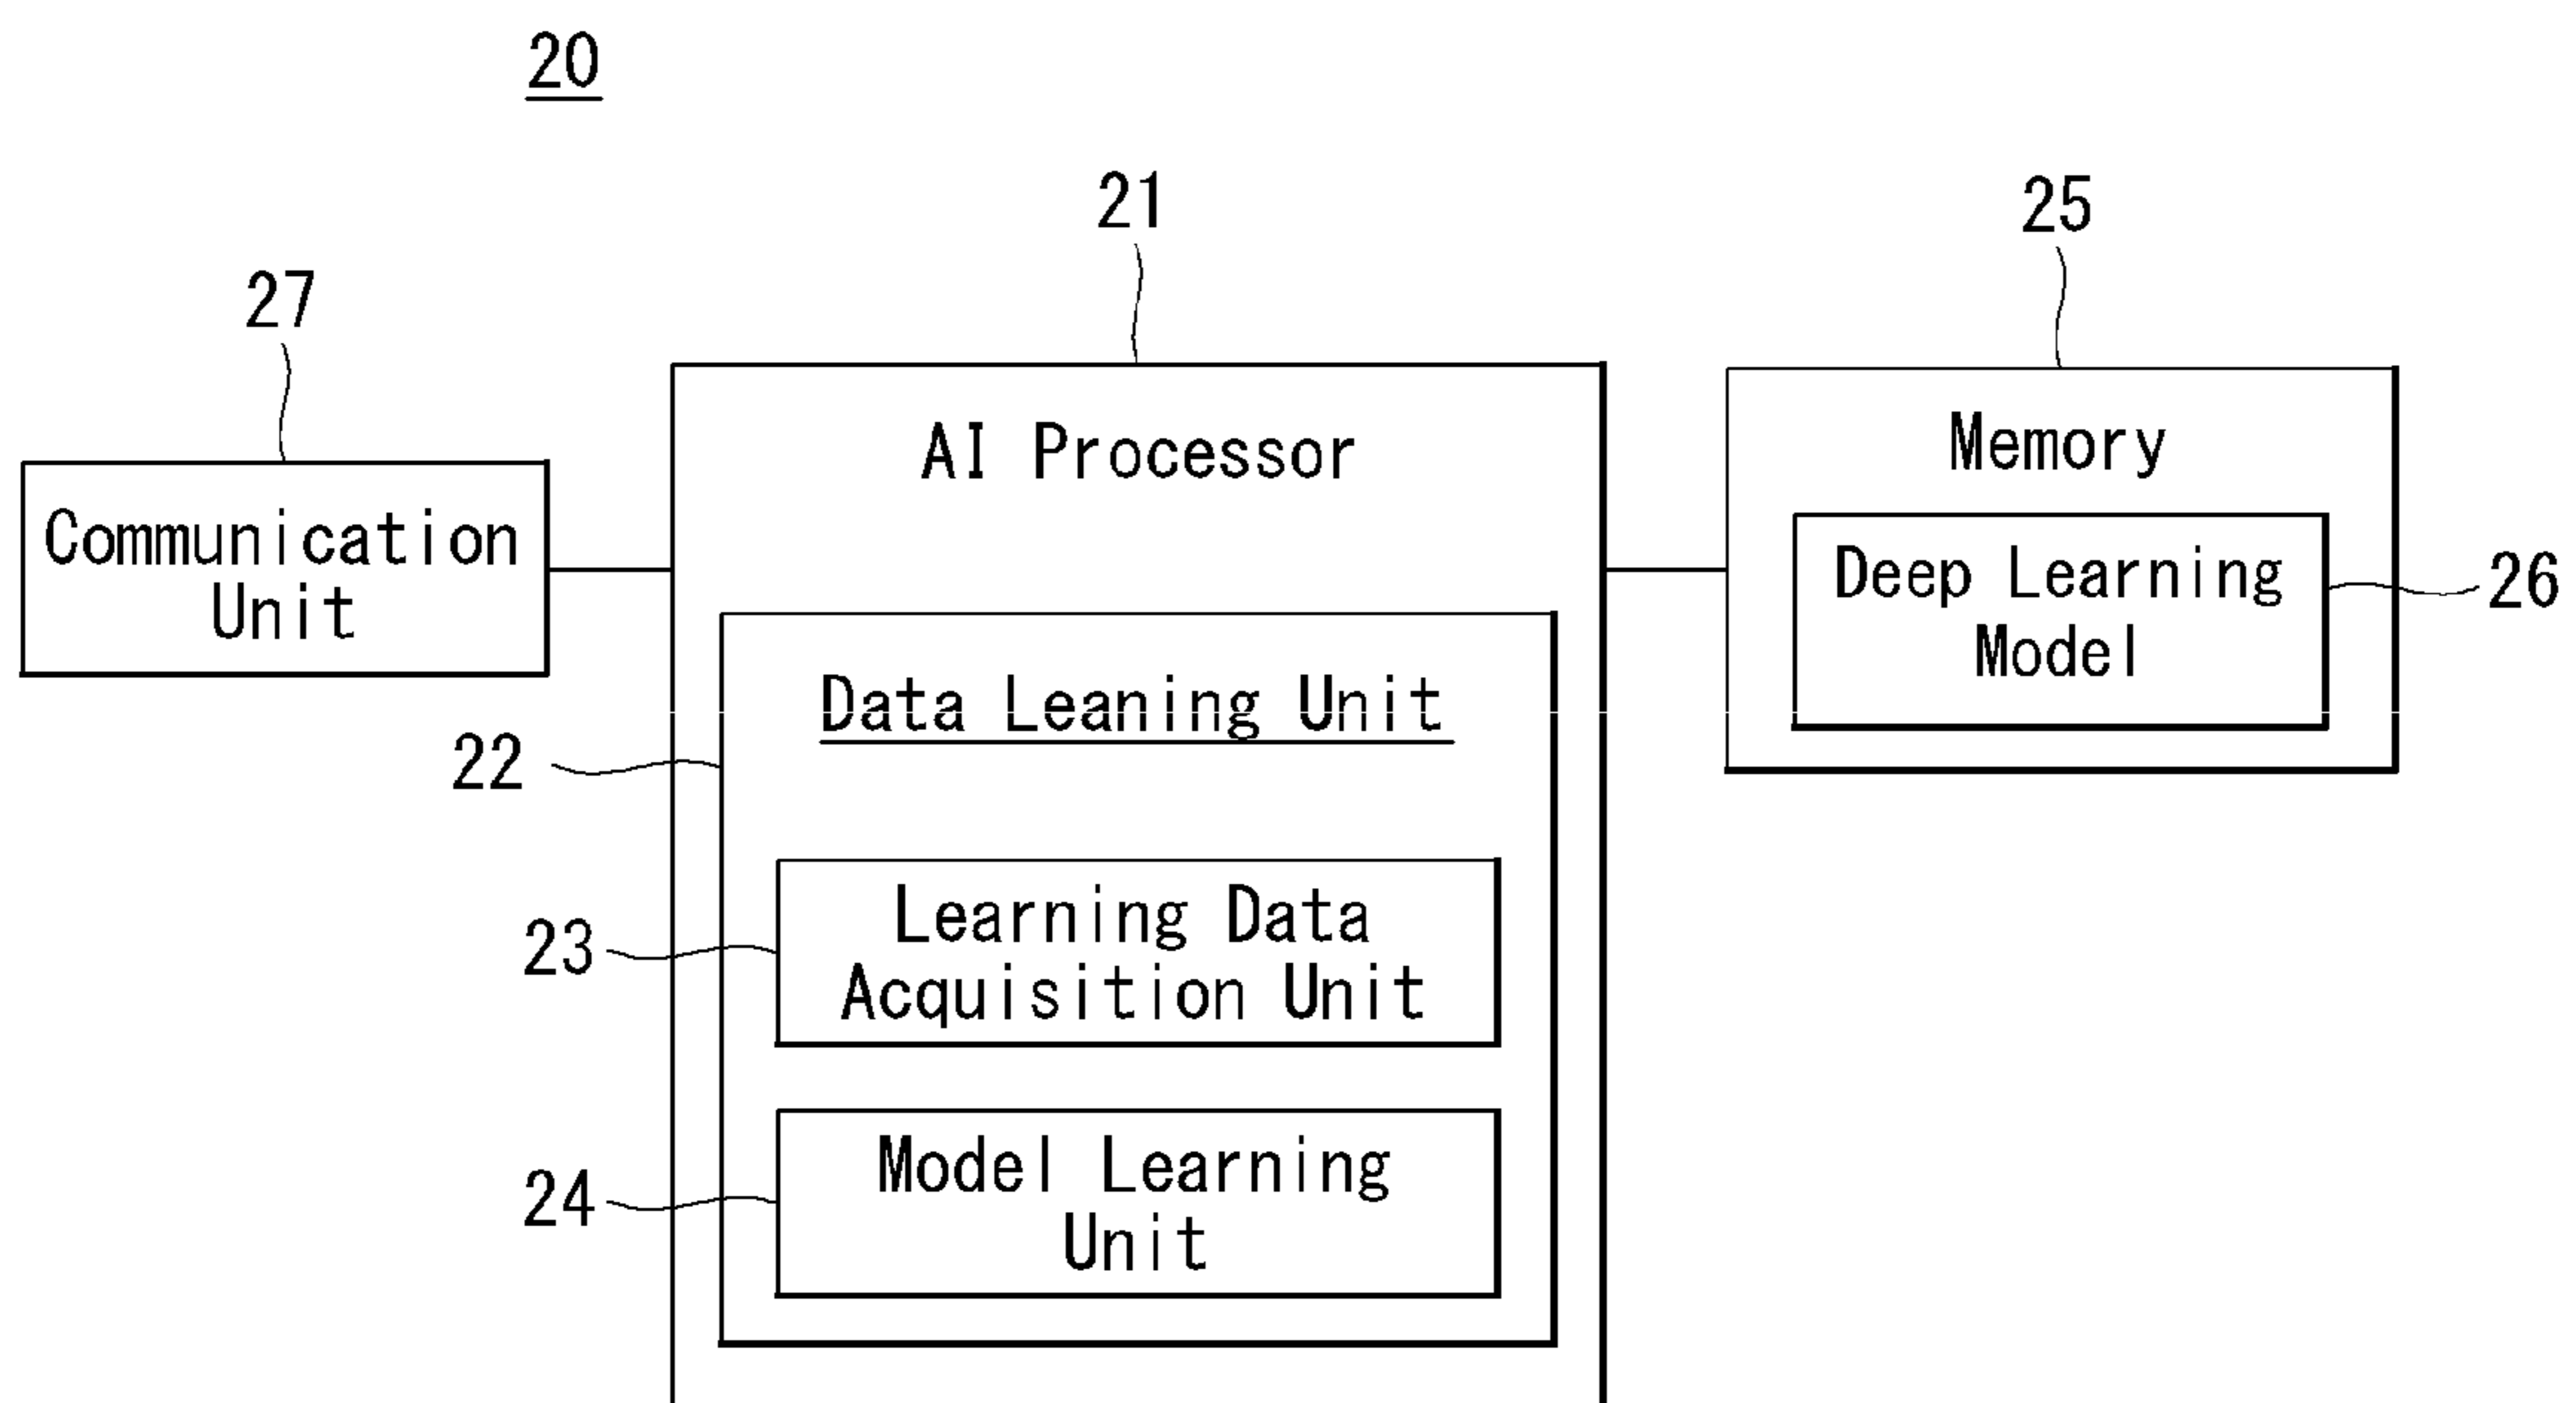 20
21
25
27
AI Processor
Memory
Communication
Unit
Deep Learning
Model
26
Data Leaning Unit
22
Learning Data
Acquisition Unit
23
Model Learning
Unit
24